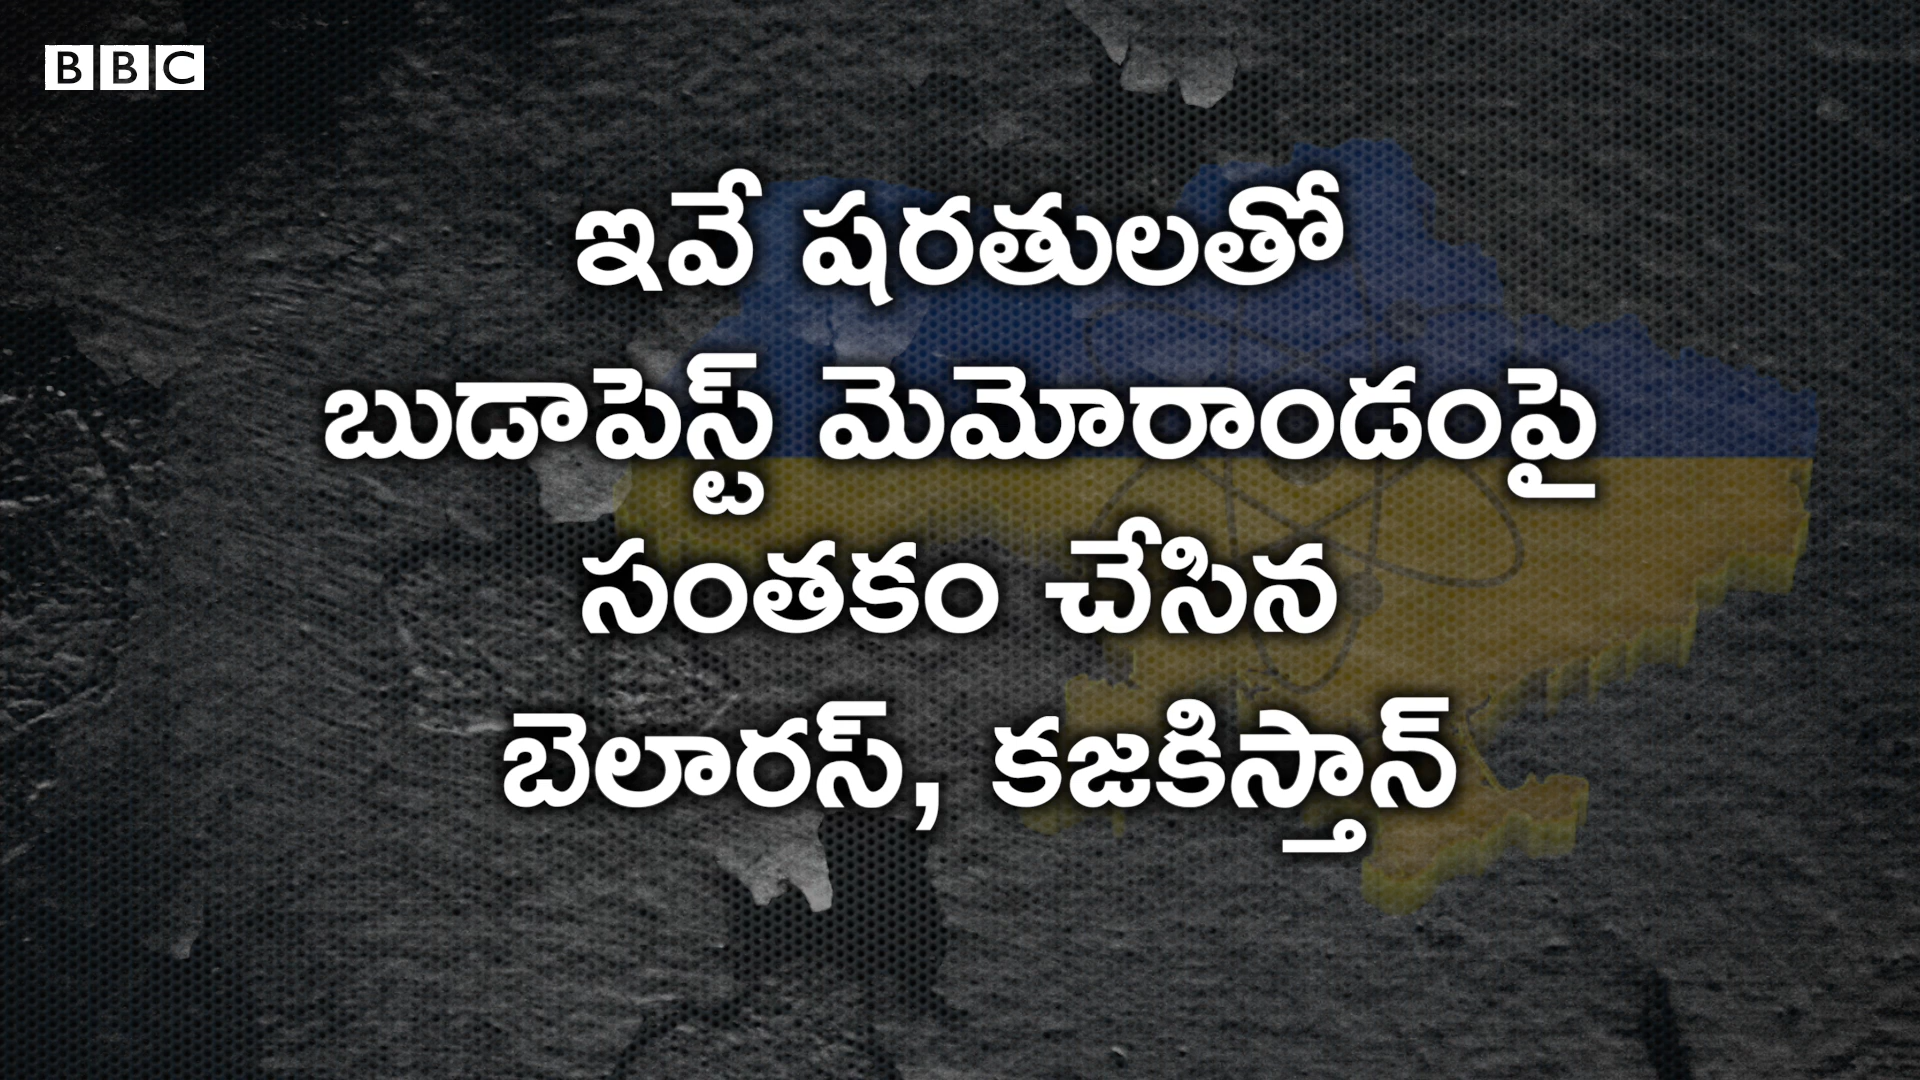 BBC
ఇవే షరతులతో
బుడాపెస్ట్ మెమోరాండంపై
సంతకం చేసిన
బెలారస్, కజకిస్తాన్